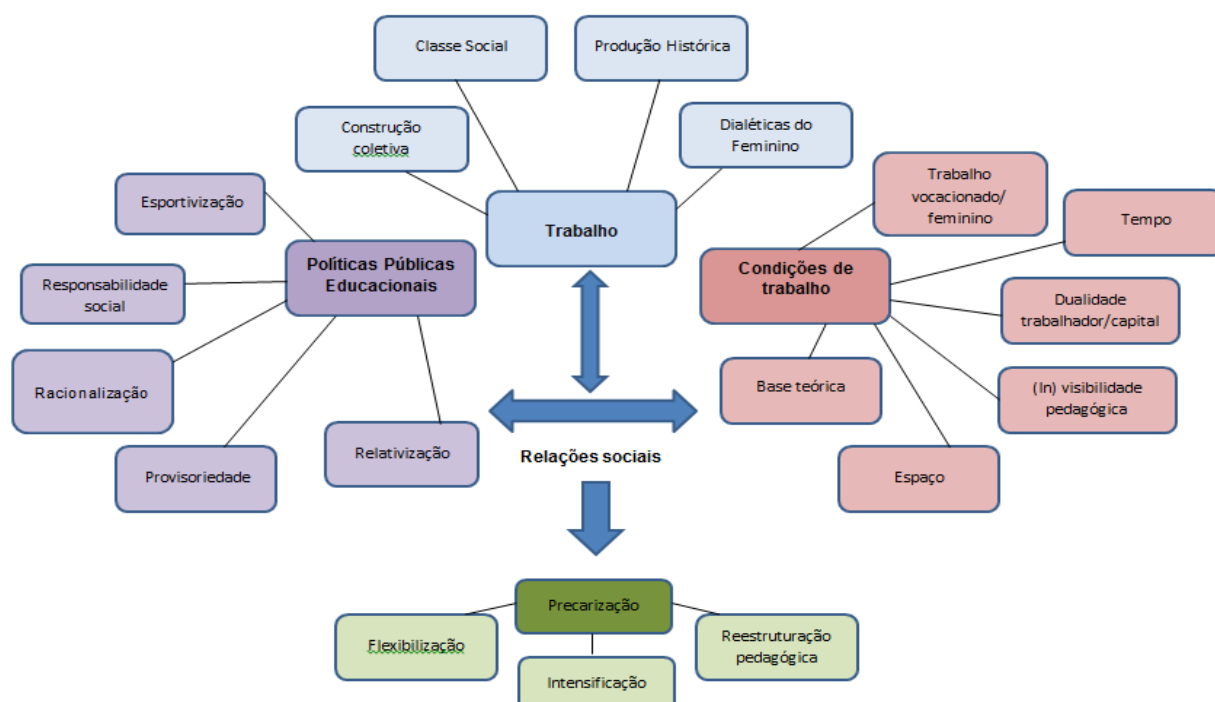 Classe Social
Produção Histórica
Construção
coletiva
Dialéticas do
Feminino
Trabalho
Esportivização
Responsabilidade
social
Racionalização
Provisoriedade
Relativização
Políticas Públicas
Educacionais
Condições de
trabalho
Trabalho
vocacionado/
feminino
Tempo
Dualidade
trabalhador/capital
(In) visibilidade
pedagógica
Espaço
Base teórica
Relações sociais
Precarização
Flexibilização
Intensificação
Reestruturação
pedagógica